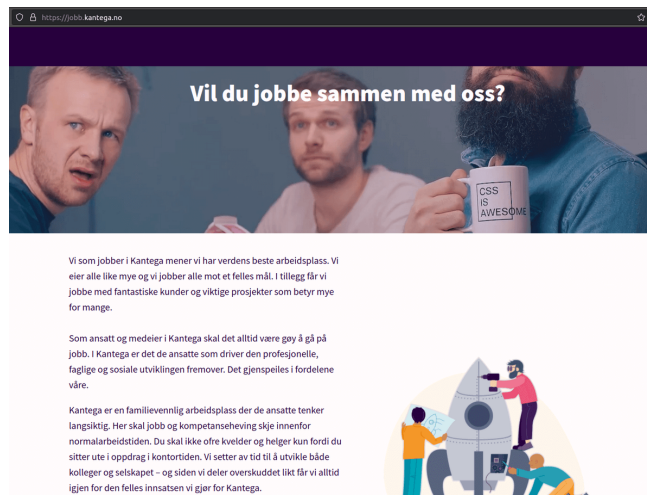 https://jobb.kantega.no
Vil du jobbe sammen med oss?
CSS
IS
AWESOME
Vi som jobber i Kantega mener vi har verdens beste arbeidsplass. Vi
eier alle like mye og vi jobber alle mot et felles mål. I tillegg får vi
jobbe med fantastiske kunder og viktige prosjekter som betyr mye
for mange.
Som ansatt og medeier i Kantega skal det alltid være gøy å gå på
jobb. I Kantega er det de ansatte som driver den profesjonelle,
faglige og sosiale utviklingen fremover. Det gjenspeiles i fordelene
våre.
Kantega er en familievennlig arbeidsplass der de ansatte tenker
langsiktig. Her skal jobb og kompetanseheving skje innenfor
normalarbeidstiden. Du skal ikke ofre kvelder og helger kun fordi du
sitter ute i oppdrag i kontortiden. Vi setter av tid til å utvikle både
kolleger og selskapet – og siden vi deler overskuddet likt får vi alltid
igjen for den felles innsatsen vi gjør for Kantega.